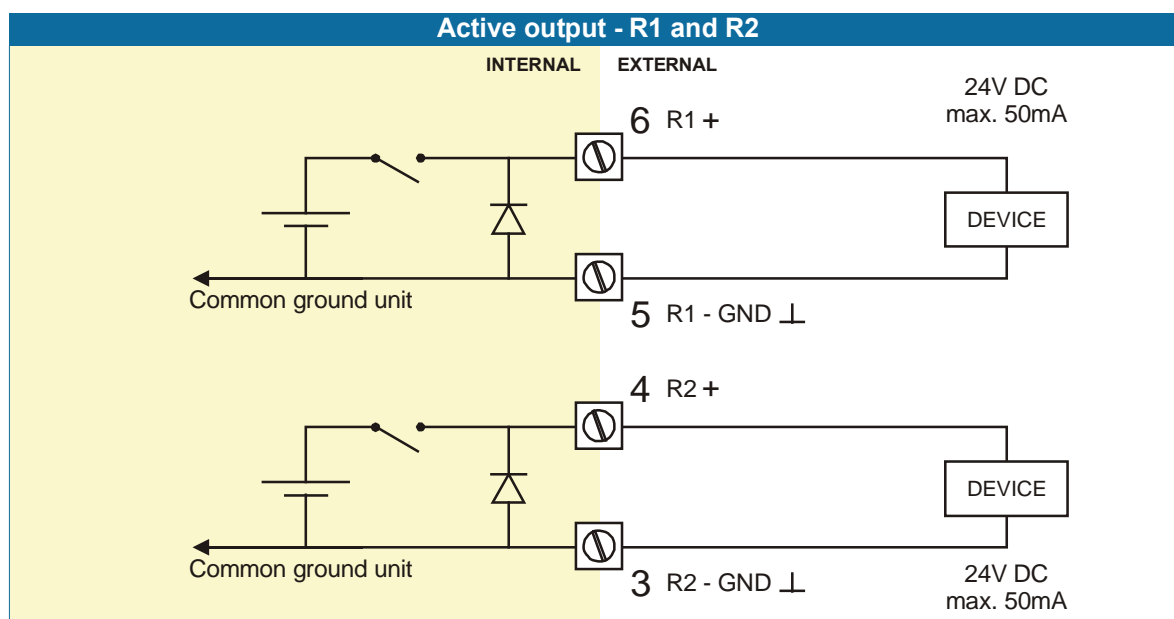 Active output - R1 and R2
INTERNAL
EXTERNAL
24V DC
max. 50mA
6 R1 +
DEVICE
Common ground unit
5 R1 - GND ⊥
4 R2 +
DEVICE
Common ground unit
3 R2 - GND ⊥
24V DC
max. 50mA